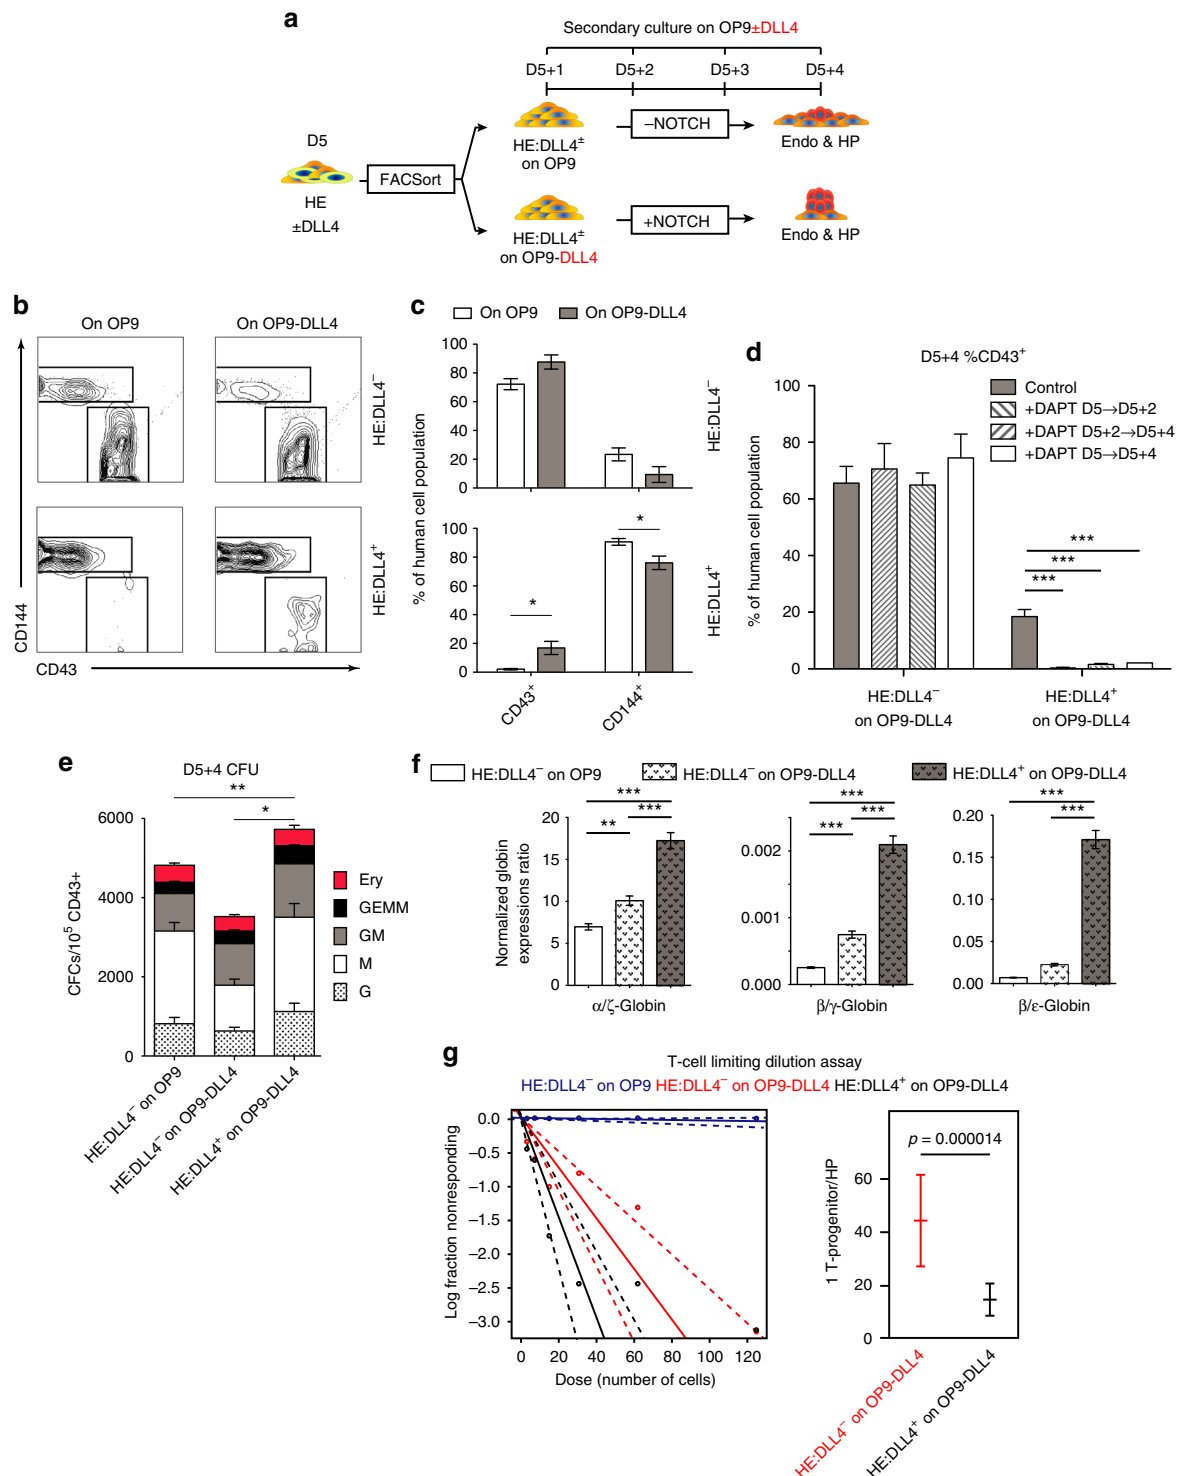 a
Secondary culture on OP9±DLL4
D5+1 D5+2 D5+3 D5+4
D5
HE
±DLL4
FACSort
HE:DLL4±
on OP9
–NOTCH
Endo & HP
HE:DLL4±
on OP9-DLL4
+NOTCH
Endo & HP
b
On OP9
On OP9-DLL4
HE:DLL4−
HE:DLL4+
CD144
CD43
c
On OP9
On OP9-DLL4
% of human cell population
100
80
60
40
20
0
HE:DLL4−
100
80
60
40
20
0
*
*
HE:DLL4+
CD43+
CD144+
d
D5+4 %CD43+
Control
+DAPT D5→D5+2
+DAPT D5+2→D5+4
+DAPT D5→D5+4
% of human cell population
100
80
60
40
20
0
***
***
***
HE:DLL4−
on OP9-DLL4
HE:DLL4+
on OP9-DLL4
e
D5+4 CFU
**
*
CFCs/10⁵ CD43+
6000
4000
2000
0
Ery
GEMM
GM
M
G
HE:DLL4− on OP9
HE:DLL4− on OP9-DLL4
HE:DLL4+ on OP9-DLL4
f
HE:DLL4− on OP9
HE:DLL4− on OP9-DLL4
HE:DLL4+ on OP9-DLL4
Normalized globin
expressions ratio
20
15
10
5
0
***
** ***
α/ζ-Globin
0.002
0.001
0.000
***
*** ***
β/γ-Globin
0.20
0.15
0.10
0.05
0.00
***
***
β/ε-Globin
g
T-cell limiting dilution assay
HE:DLL4− on OP9 HE:DLL4− on OP9-DLL4 HE:DLL4+ on OP9-DLL4
Log fraction nonresponding
0.0
−0.5
−1.0
−1.5
−2.0
−2.5
−3.0
0 20 40 60 80 100 120
Dose (number of cells)
1 T-progenitor/HP
60
40
20
0
p = 0.000014
HE:DLL4− on OP9-DLL4
HE:DLL4+ on OP9-DLL4